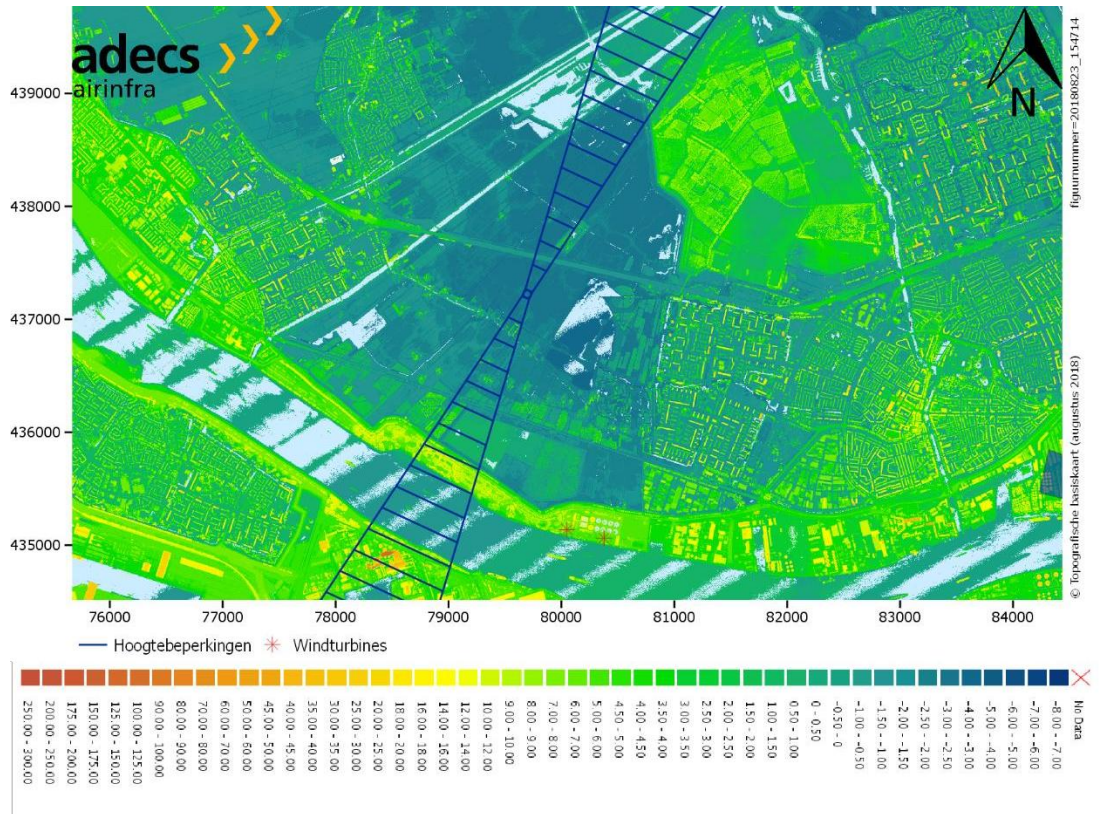 adecs
airinfra
N
figuurnummer=20180823_154714
© Topografische basiskaart (augustus 2018)
439000
438000
437000
436000
435000
76000 77000 78000 79000 80000 81000 82000 83000 84000
Hoogtebeperkingen Windturbines
250.00 - 300.00
200.00 - 250.00
175.00 - 200.00
150.00 - 175.00
125.00 - 150.00
100.00 - 125.00
90.00 - 100.00
80.00 - 90.00
70.00 - 80.00
60.00 - 70.00
50.00 - 60.00
45.00 - 50.00
40.00 - 45.00
35.00 - 40.00
30.00 - 35.00
25.00 - 30.00
20.00 - 25.00
18.00 - 20.00
16.00 - 18.00
14.00 - 16.00
12.00 - 14.00
10.00 - 12.00
9.00 - 10.00
8.00 - 9.00
7.00 - 8.00
6.00 - 7.00
5.00 - 6.00
4.50 - 5.00
4.00 - 4.50
3.50 - 4.00
3.00 - 3.50
2.50 - 3.00
2.00 - 2.50
1.50 - 2.00
1.00 - 1.50
0.50 - 1.00
0 - 0.50
-0.50 - 0
-1.00 - -0.50
-1.50 - -1.00
-2.00 - -1.50
-2.50 - -2.00
-3.00 - -2.50
-4.00 - -3.00
-5.00 - -4.00
-6.00 - -5.00
-7.00 - -6.00
-8.00 - -7.00
No Data